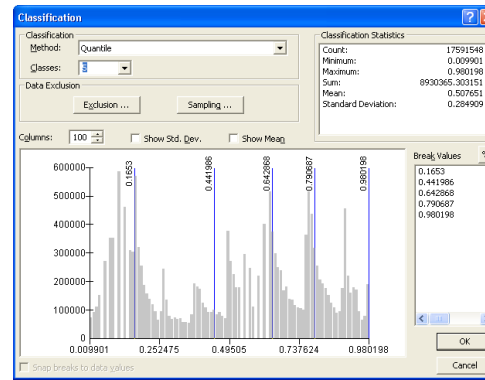 Classification
Classification
Method: Quantile
Classes: 5
Data Exclusion
Exclusion ... Sampling ...
Classification Statistics
Count: 17591548
Minimum: 0.009901
Maximum: 0.980198
Sum: 8930365.303151
Mean: 0.507651
Standard Deviation: 0.284909
Columns: 100 Show Std. Dev. Show Mean
Break Values %
0.1653
0.441986
0.642868
0.790687
0.980198
0.1653 0.441986 0.642868 0.790687 0.980198
600000
500000
400000
300000
200000
100000
0
0.009901 0.252475 0.49505 0.737624 0.980198
Snap breaks to data values
OK
Cancel